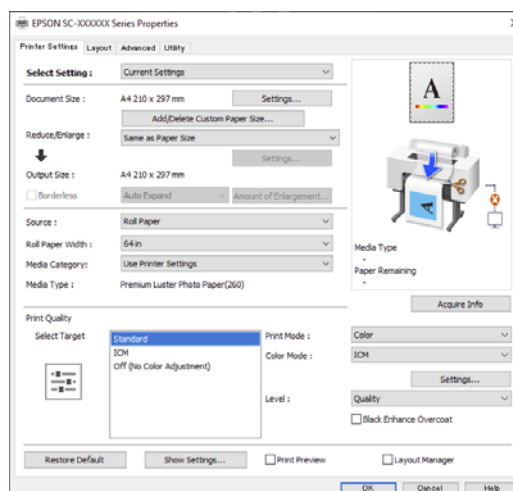 EPSON SC-XXXXXX Series Properties
Printer Settings Layout Advanced Utility
Select Setting : Current Settings
Document Size : A4 210 x 297 mm Settings...
Add/Delete Custom Paper Size...
Reduce/Enlarge : Same as Paper Size
Settings...
Output Size : A4 210 x 297 mm
Borderless Auto Expand Amount of Enlargement...
Source : Roll Paper
Roll Paper Width : 64 in
Media Category: Use Printer Settings
Media Type : Premium Luster Photo Paper(260)
A
A
Media Type
-
Paper Remaining
-
Acquire Info
Print Quality
Select Target
Standard
ICM
Off (No Color Adjustment)
Print Mode : Color
Color Mode : ICM
Settings...
Level : Quality
Black Enhance Overcoat
Restore Default Show Settings... Print Preview Layout Manager
OK Cancel Help